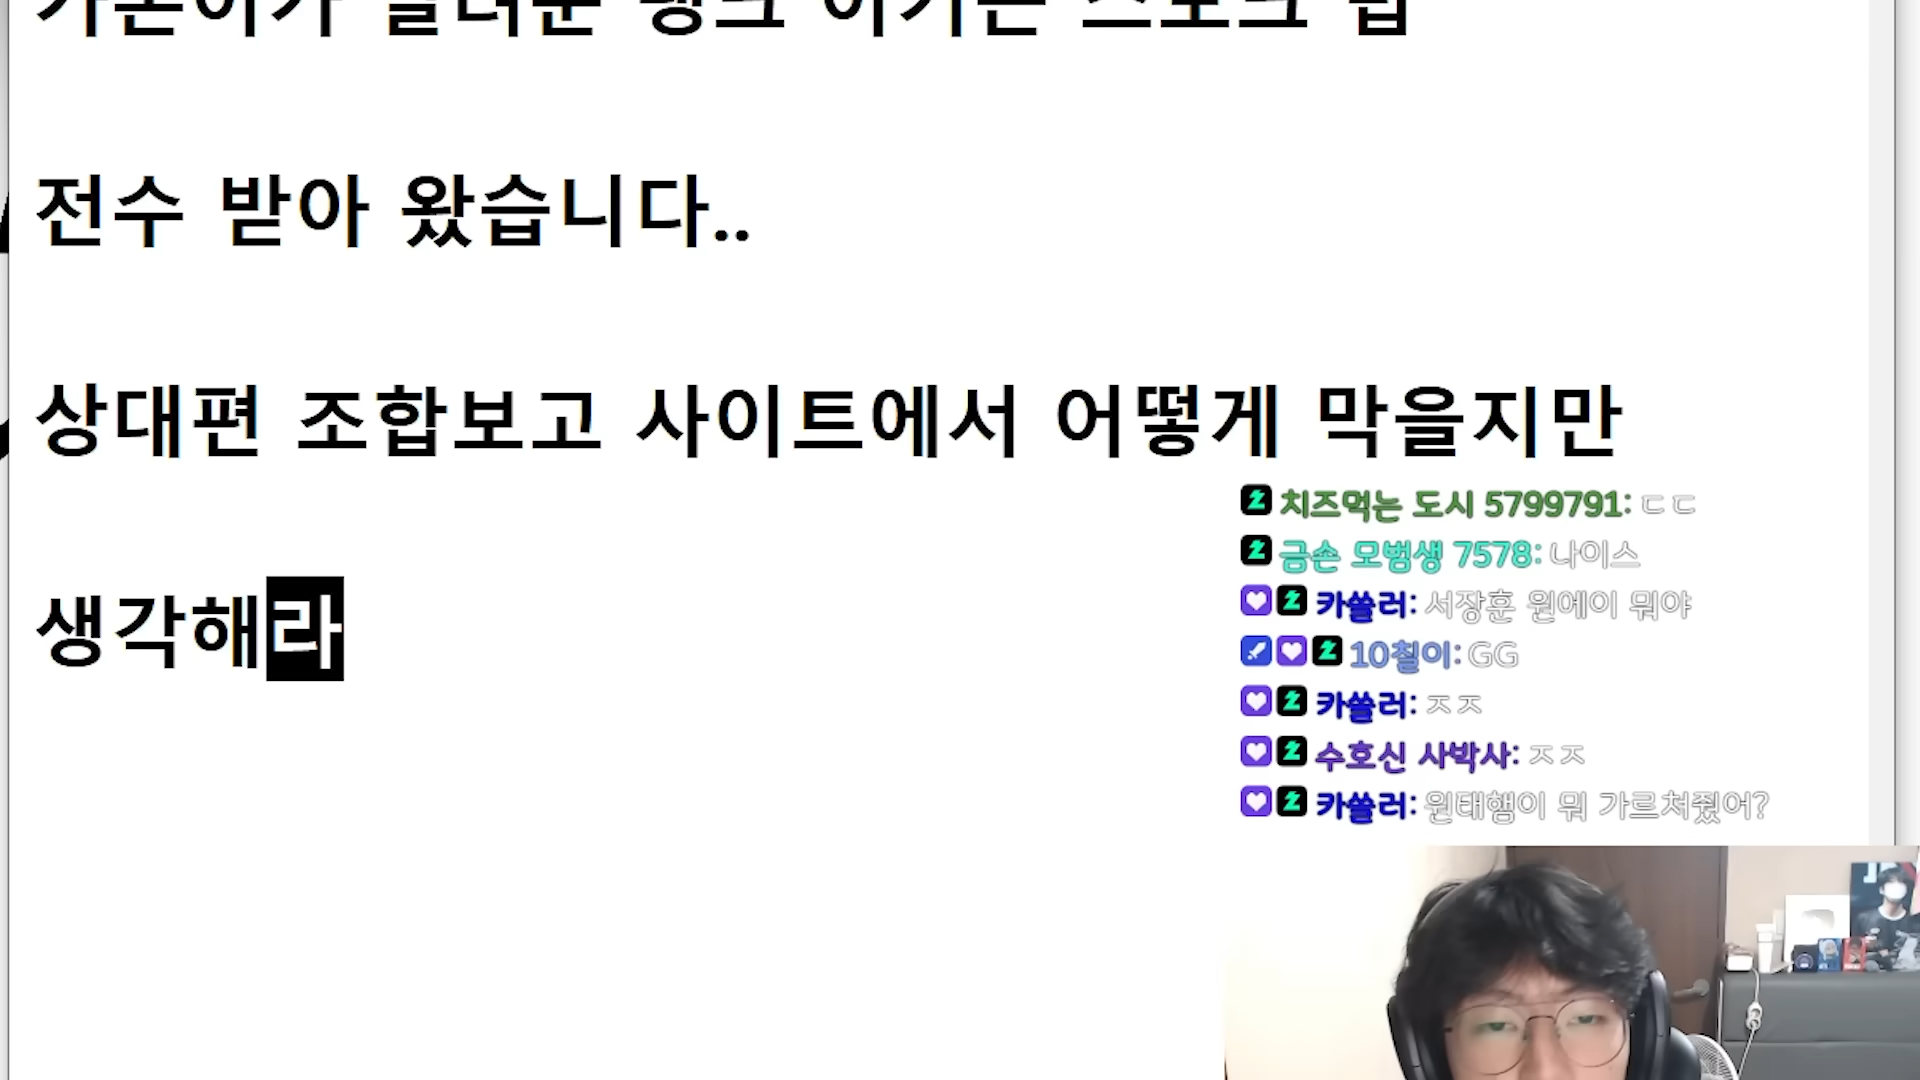 전수 받아 왔습니다..
상대편 조합보고 사이트에서 어떻게 막을지만
생각해라
치즈먹는 도시 5799791: ㄷㄷ
금손 모범생 7578: 나이스
카쓸러: 서장훈 원에이 뭐야
10칠이: GG
카쓸러: ㅈㅈ
수호신 사박사: ㅈㅈ
카쓸러: 원태햄이 뭐 가르쳐줬어?